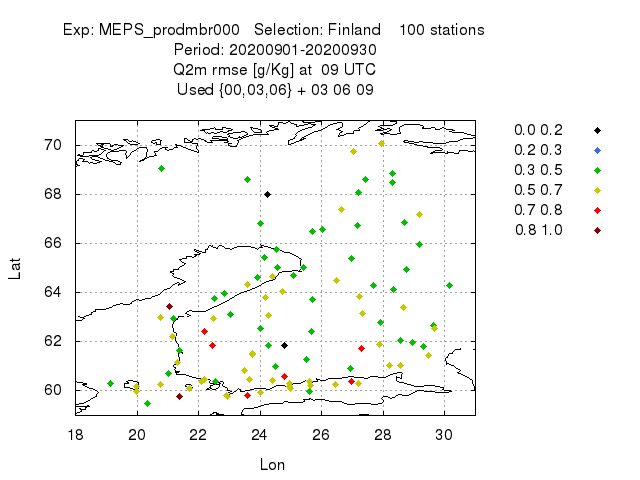 Exp: MEPS_prodmbr000 Selection: Finland 100 stations
Period: 20200901-20200930
Q2m rmse [g/Kg] at 09 UTC
Used {00,03,06} + 03 06 09
0.0 0.2
0.2 0.3
0.3 0.5
0.5 0.7
0.7 0.8
0.8 1.0
70
68
66
64
62
60
Lat
18 20 22 24 26 28 30
Lon